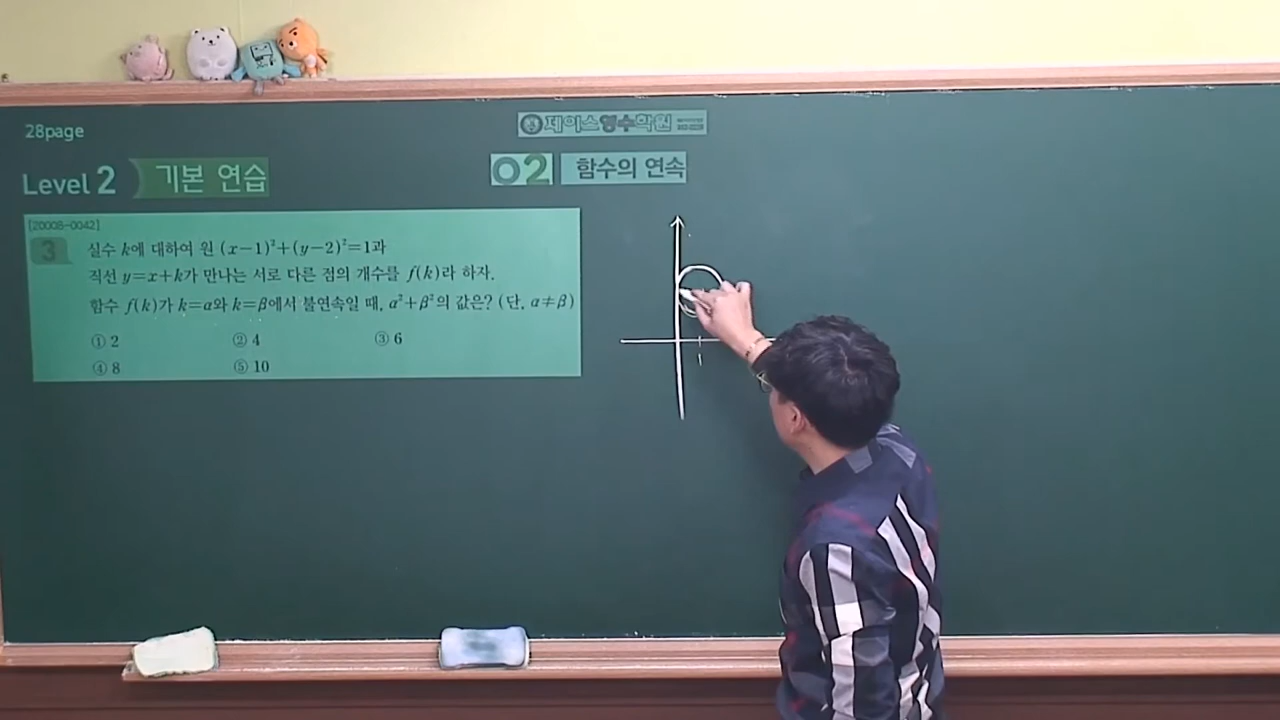 28page
제이스영수학원
Level 2 기본 연습
02 함수의 연속
[20008-0042]
3 실수 k에 대하여 원 (x-1)²+(y-2)²=1과
직선 y=x+k가 만나는 서로 다른 점의 개수를 f(k)라 하자.
함수 f(k)가 k=α와 k=β에서 불연속일 때, α²+β²의 값은? (단, α≠β)
① 2 ② 4 ③ 6
④ 8 ⑤ 10
1